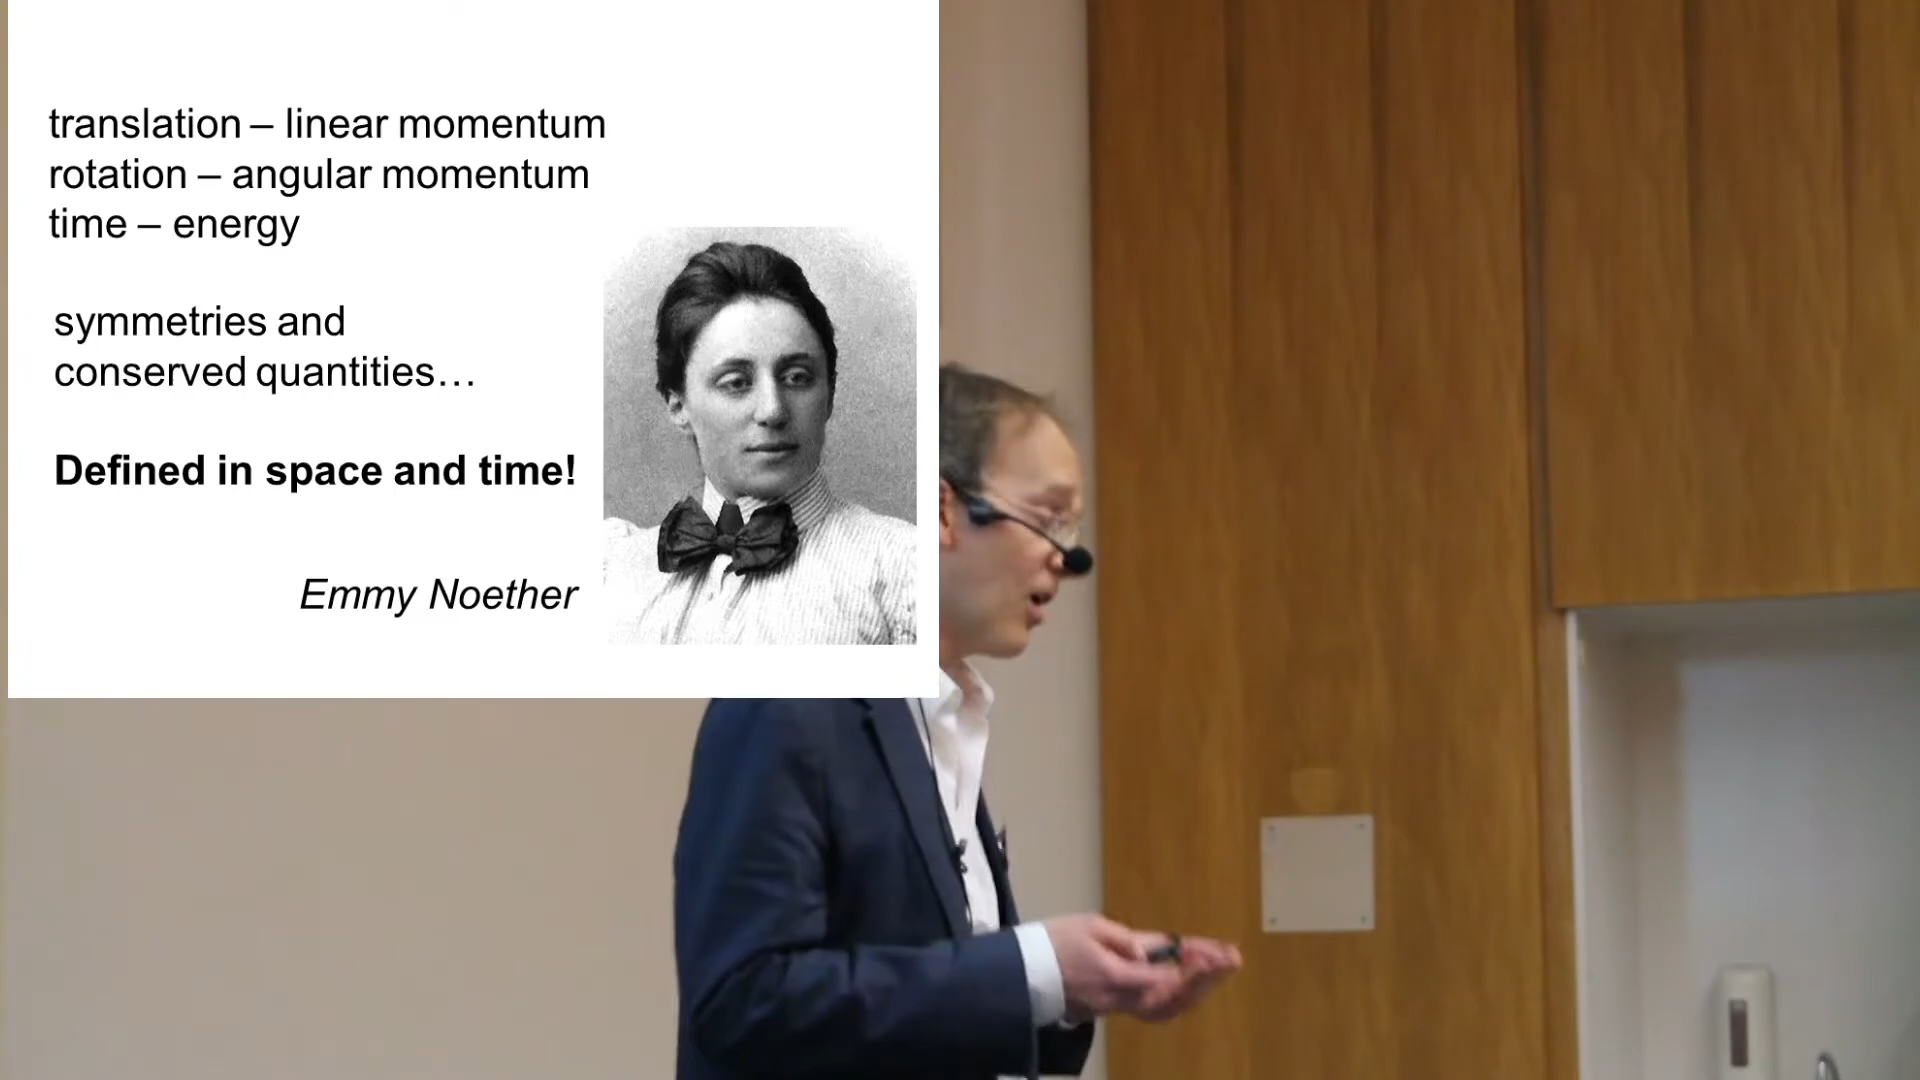 translation – linear momentum
rotation – angular momentum
time – energy
symmetries and
conserved quantities…
Defined in space and time!
Emmy Noether